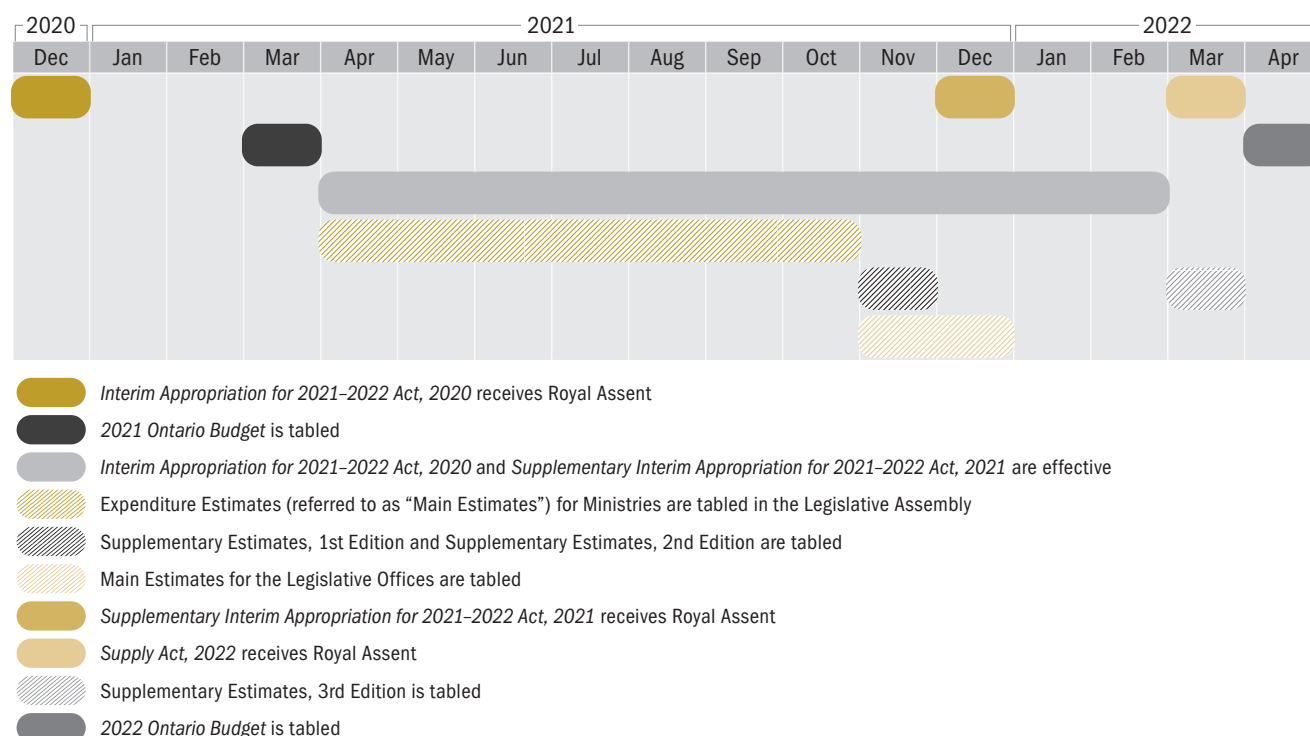 2020 2021 2022
Dec Jan Feb Mar Apr May Jun Jul Aug Sep Oct Nov Dec Jan Feb Mar Apr
Interim Appropriation for 2021–2022 Act, 2020 receives Royal Assent
2021 Ontario Budget is tabled
Interim Appropriation for 2021–2022 Act, 2020 and Supplementary Interim Appropriation for 2021–2022 Act, 2021 are effective
Expenditure Estimates (referred to as “Main Estimates”) for Ministries are tabled in the Legislative Assembly
Supplementary Estimates, 1st Edition and Supplementary Estimates, 2nd Edition are tabled
Main Estimates for the Legislative Offices are tabled
Supplementary Interim Appropriation for 2021–2022 Act, 2021 receives Royal Assent
Supply Act, 2022 receives Royal Assent
Supplementary Estimates, 3rd Edition is tabled
2022 Ontario Budget is tabled